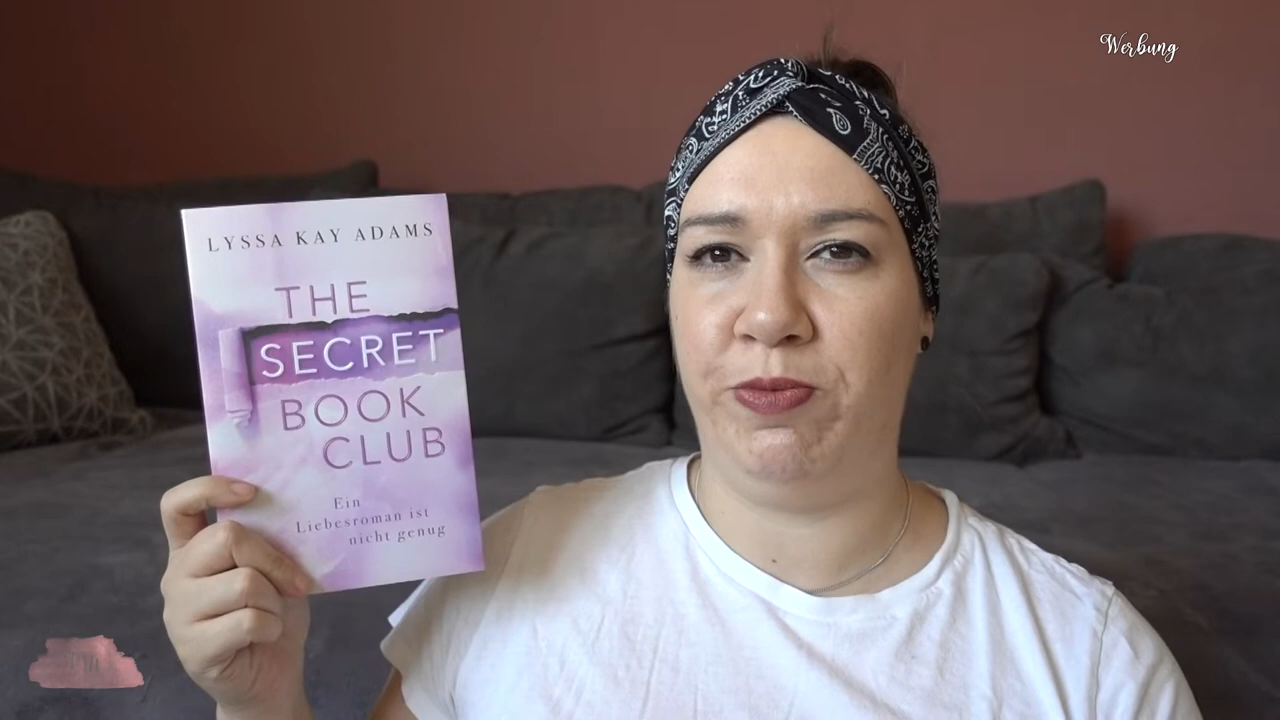 Werbung
LYSSA KAY ADAMS
THE
SECRET
BOOK
CLUB
Ein
Liebesroman ist
nicht genug